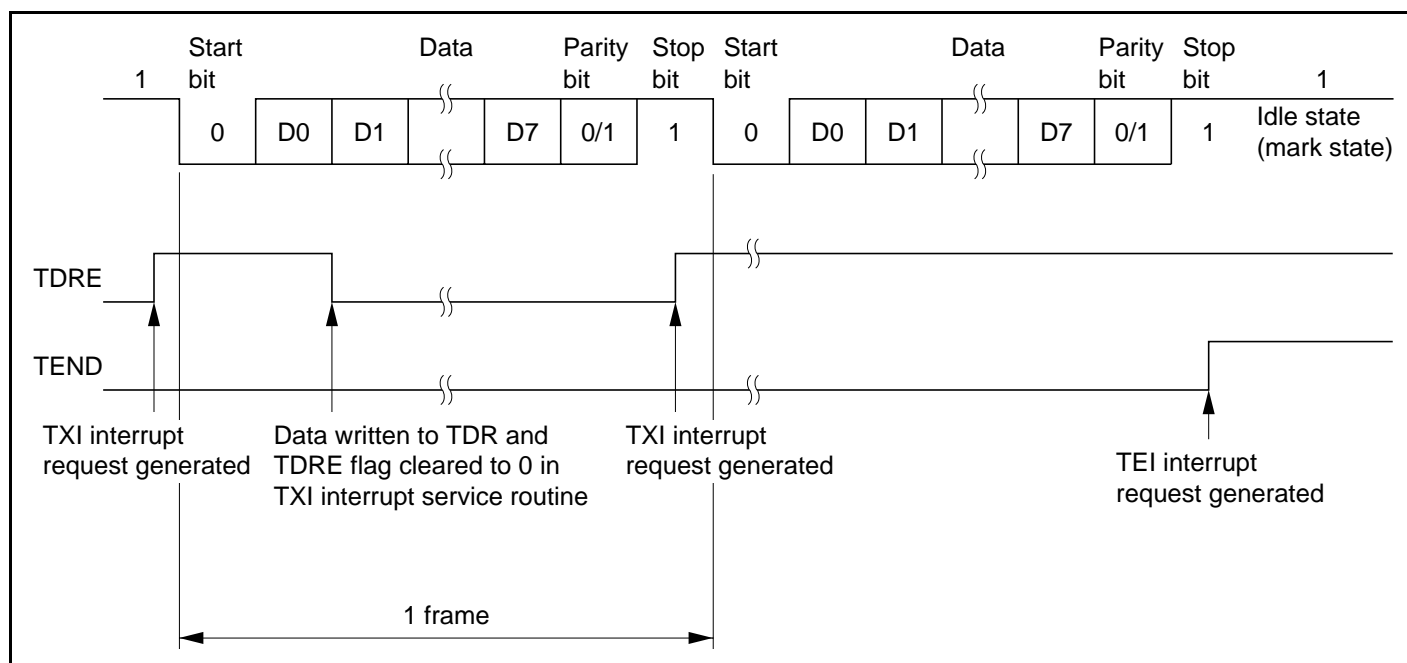 Start Data Parity Stop Start Data Parity Stop
1 bit bit bit bit bit bit 1
0 D0 D1 D7 0/1 1 0 D0 D1 D7 0/1 1 Idle state
(mark state)
TDRE
TEND
TXI interrupt
request generated
Data written to TDR and
TDRE flag cleared to 0 in
TXI interrupt service routine
TXI interrupt
request generated
TEI interrupt
request generated
1 frame